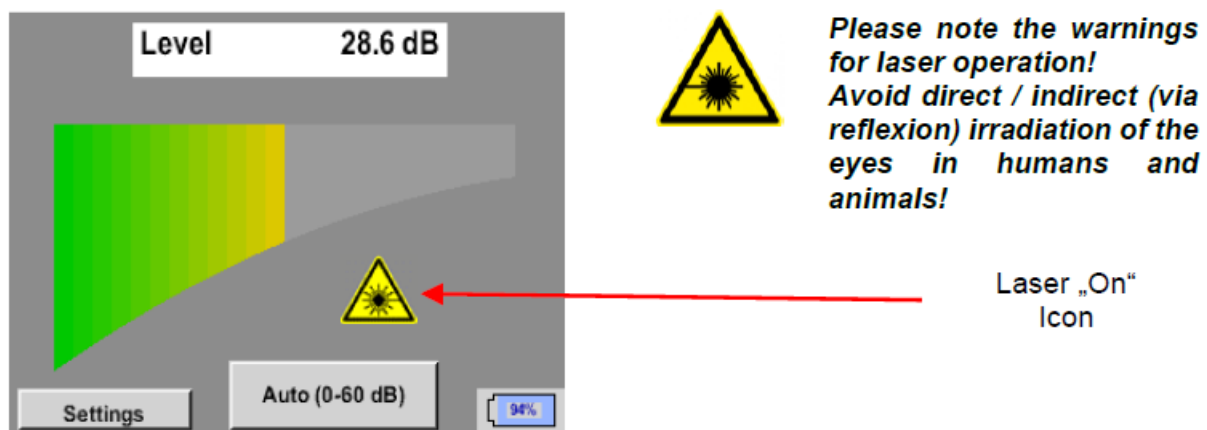 Level 28.6 dB
Please note the warnings
for laser operation!
Avoid direct / indirect (via
reflexion) irradiation of the
eyes in humans and
animals!
Laser „On“
Icon
Auto (0-60 dB)
Settings
94%